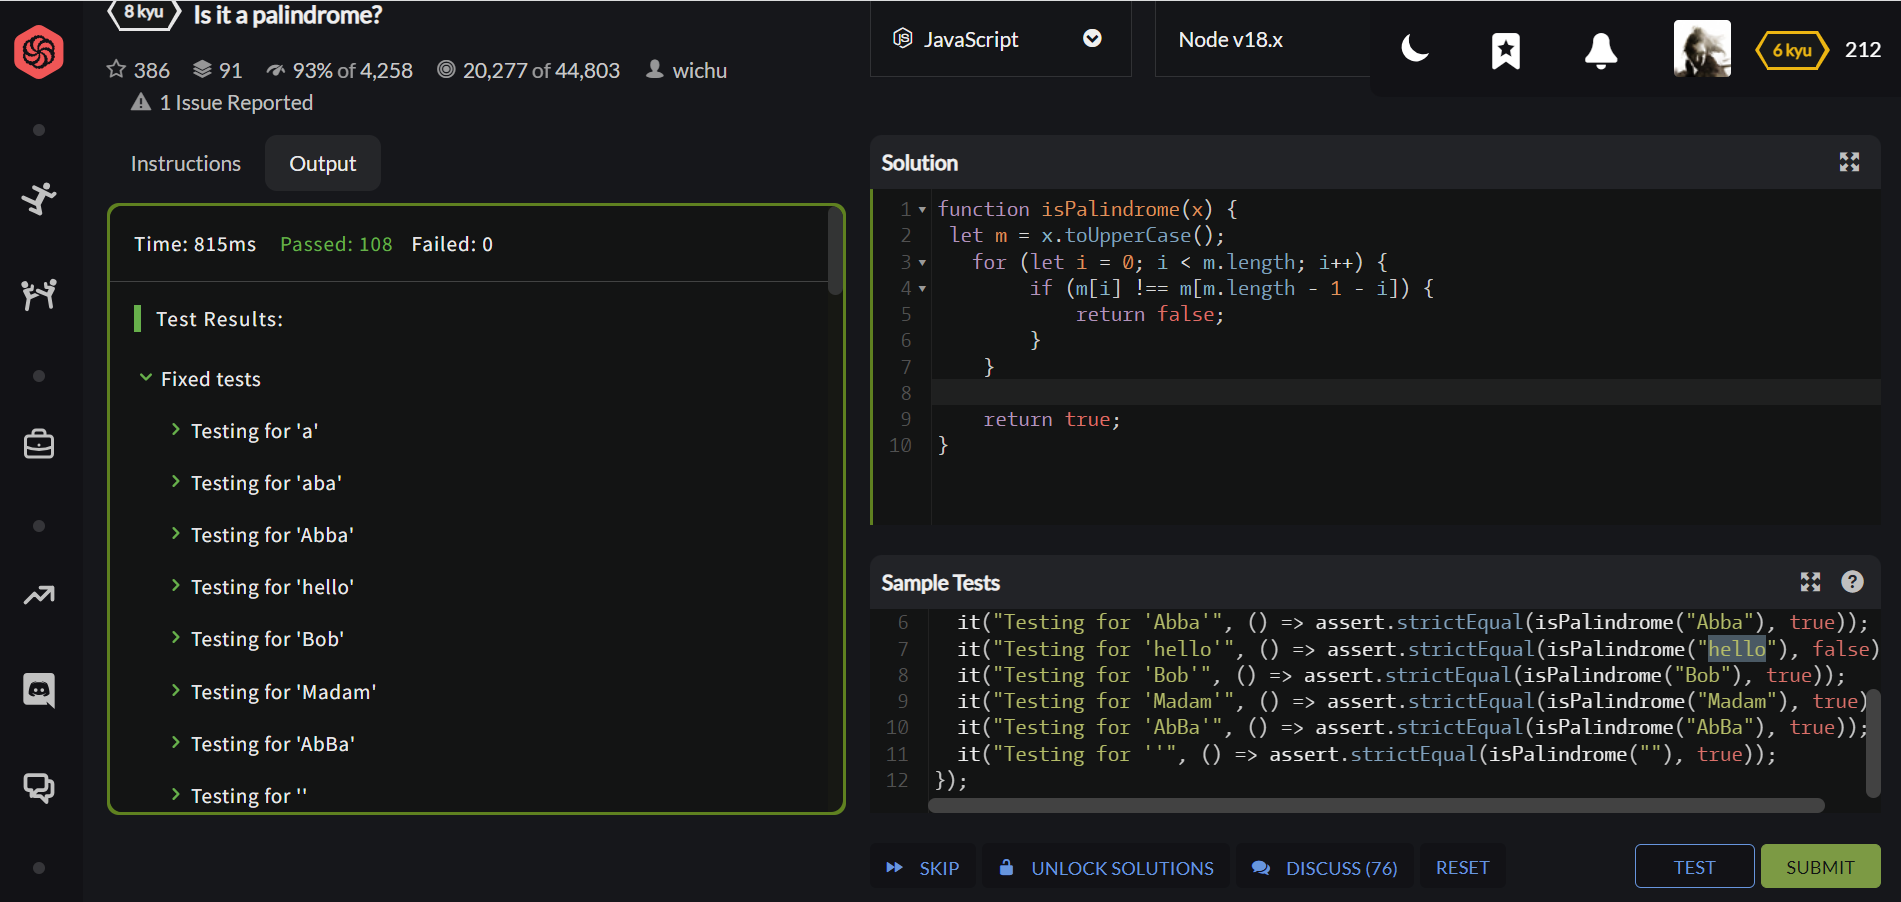 8 kyu Is it a palindrome?
386 91 93% of 4,258 20,277 of 44,803 wichu
1 Issue Reported
JavaScript
Node v18.x
6 kyu 212
Instructions Output
Time: 815ms Passed: 108 Failed: 0
Test Results:
Fixed tests
Testing for 'a'
Testing for 'aba'
Testing for 'Abba'
Testing for 'hello'
Testing for 'Bob'
Testing for 'Madam'
Testing for 'AbBa'
Testing for ''
Solution
1 function isPalindrome(x) {
2 let m = x.toUpperCase();
3 for (let i = 0; i < m.length; i++) {
4 if (m[i] !== m[m.length - 1 - i]) {
5 return false;
6 }
7 }
8
9 return true;
10 }
Sample Tests
6 it("Testing for 'Abba'", () => assert.strictEqual(isPalindrome("Abba"), true));
7 it("Testing for 'hello'", () => assert.strictEqual(isPalindrome("hello"), false)
8 it("Testing for 'Bob'", () => assert.strictEqual(isPalindrome("Bob"), true));
9 it("Testing for 'Madam'", () => assert.strictEqual(isPalindrome("Madam"), true)
10 it("Testing for 'AbBa'", () => assert.strictEqual(isPalindrome("AbBa"), true));
11 it("Testing for ''", () => assert.strictEqual(isPalindrome(""), true));
12 });
SKIP UNLOCK SOLUTIONS DISCUSS (76) RESET TEST SUBMIT